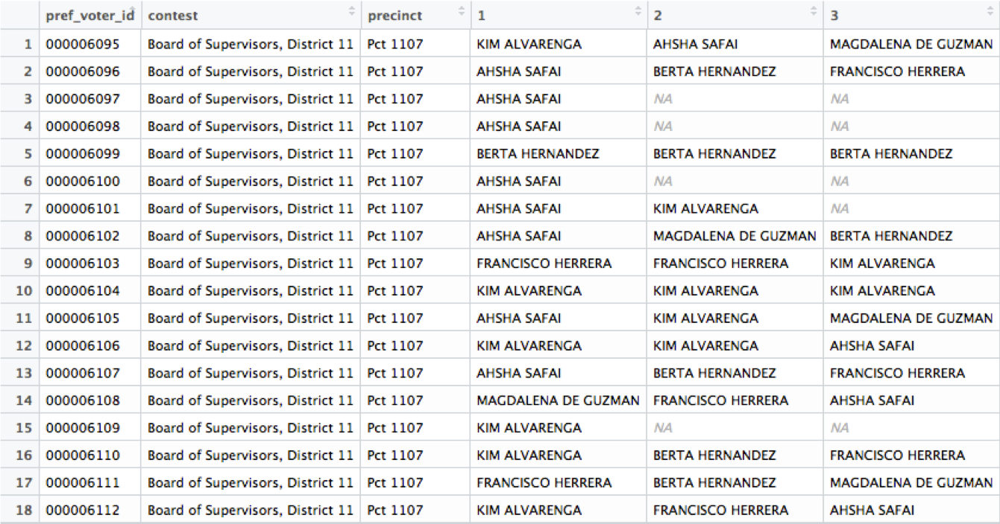 pref_voter_id contest precinct 1 2 3
1 000006095 Board of Supervisors, District 11 Pct 1107 KIM ALVARENGA AHSHA SAFAI MAGDALENA DE GUZMAN
2 000006096 Board of Supervisors, District 11 Pct 1107 AHSHA SAFAI BERTA HERNANDEZ FRANCISCO HERRERA
3 000006097 Board of Supervisors, District 11 Pct 1107 AHSHA SAFAI NA NA
4 000006098 Board of Supervisors, District 11 Pct 1107 AHSHA SAFAI NA NA
5 000006099 Board of Supervisors, District 11 Pct 1107 BERTA HERNANDEZ BERTA HERNANDEZ BERTA HERNANDEZ
6 000006100 Board of Supervisors, District 11 Pct 1107 AHSHA SAFAI NA NA
7 000006101 Board of Supervisors, District 11 Pct 1107 AHSHA SAFAI KIM ALVARENGA NA
8 000006102 Board of Supervisors, District 11 Pct 1107 AHSHA SAFAI MAGDALENA DE GUZMAN BERTA HERNANDEZ
9 000006103 Board of Supervisors, District 11 Pct 1107 FRANCISCO HERRERA FRANCISCO HERRERA KIM ALVARENGA
10 000006104 Board of Supervisors, District 11 Pct 1107 KIM ALVARENGA KIM ALVARENGA KIM ALVARENGA
11 000006105 Board of Supervisors, District 11 Pct 1107 AHSHA SAFAI KIM ALVARENGA MAGDALENA DE GUZMAN
12 000006106 Board of Supervisors, District 11 Pct 1107 KIM ALVARENGA KIM ALVARENGA AHSHA SAFAI
13 000006107 Board of Supervisors, District 11 Pct 1107 AHSHA SAFAI BERTA HERNANDEZ FRANCISCO HERRERA
14 000006108 Board of Supervisors, District 11 Pct 1107 MAGDALENA DE GUZMAN FRANCISCO HERRERA AHSHA SAFAI
15 000006109 Board of Supervisors, District 11 Pct 1107 KIM ALVARENGA NA NA
16 000006110 Board of Supervisors, District 11 Pct 1107 KIM ALVARENGA BERTA HERNANDEZ FRANCISCO HERRERA
17 000006111 Board of Supervisors, District 11 Pct 1107 FRANCISCO HERRERA BERTA HERNANDEZ MAGDALENA DE GUZMAN
18 000006112 Board of Supervisors, District 11 Pct 1107 KIM ALVARENGA FRANCISCO HERRERA AHSHA SAFAI